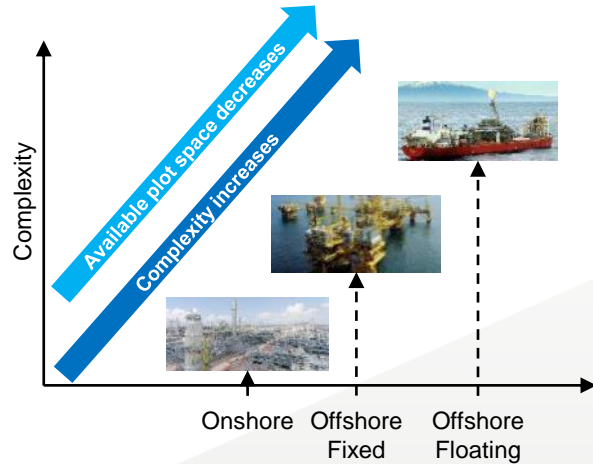 Available plot space decreases
Complexity increases
Complexity
Onshore
Offshore
Fixed
Offshore
Floating